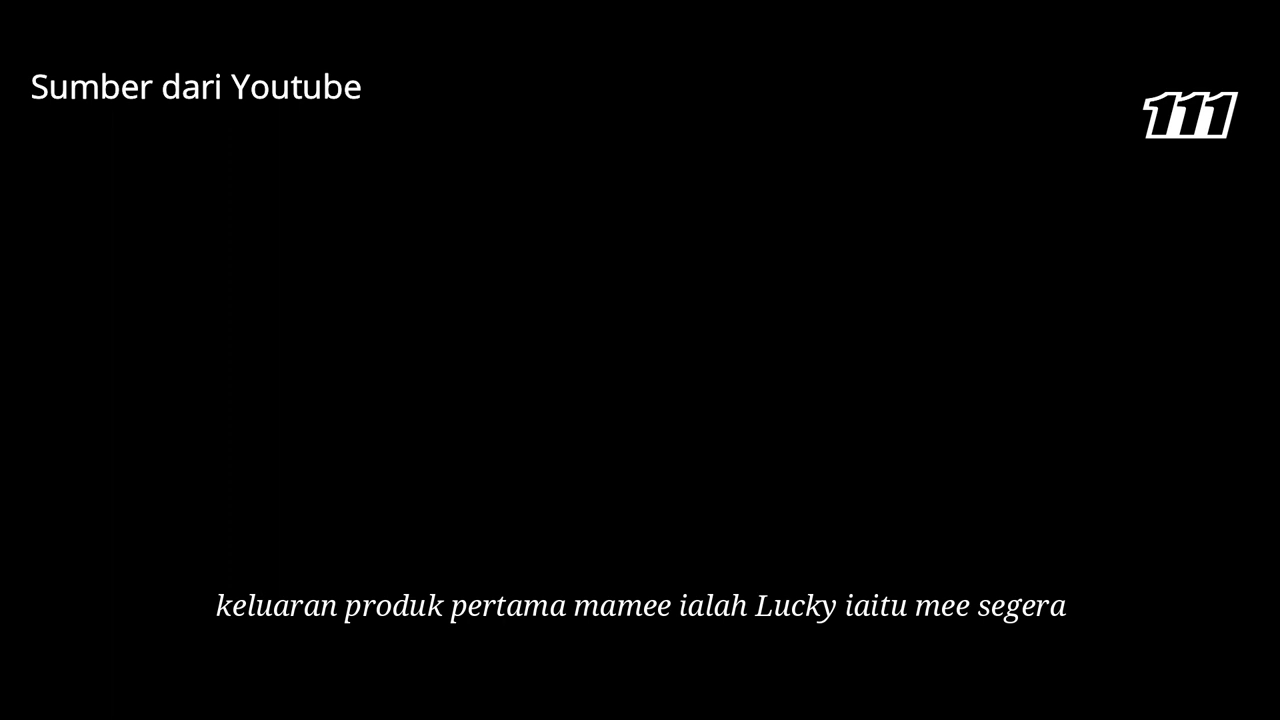 Sumber dari Youtube
111
keluaran produk pertama mamee ialah Lucky iaitu mee segera